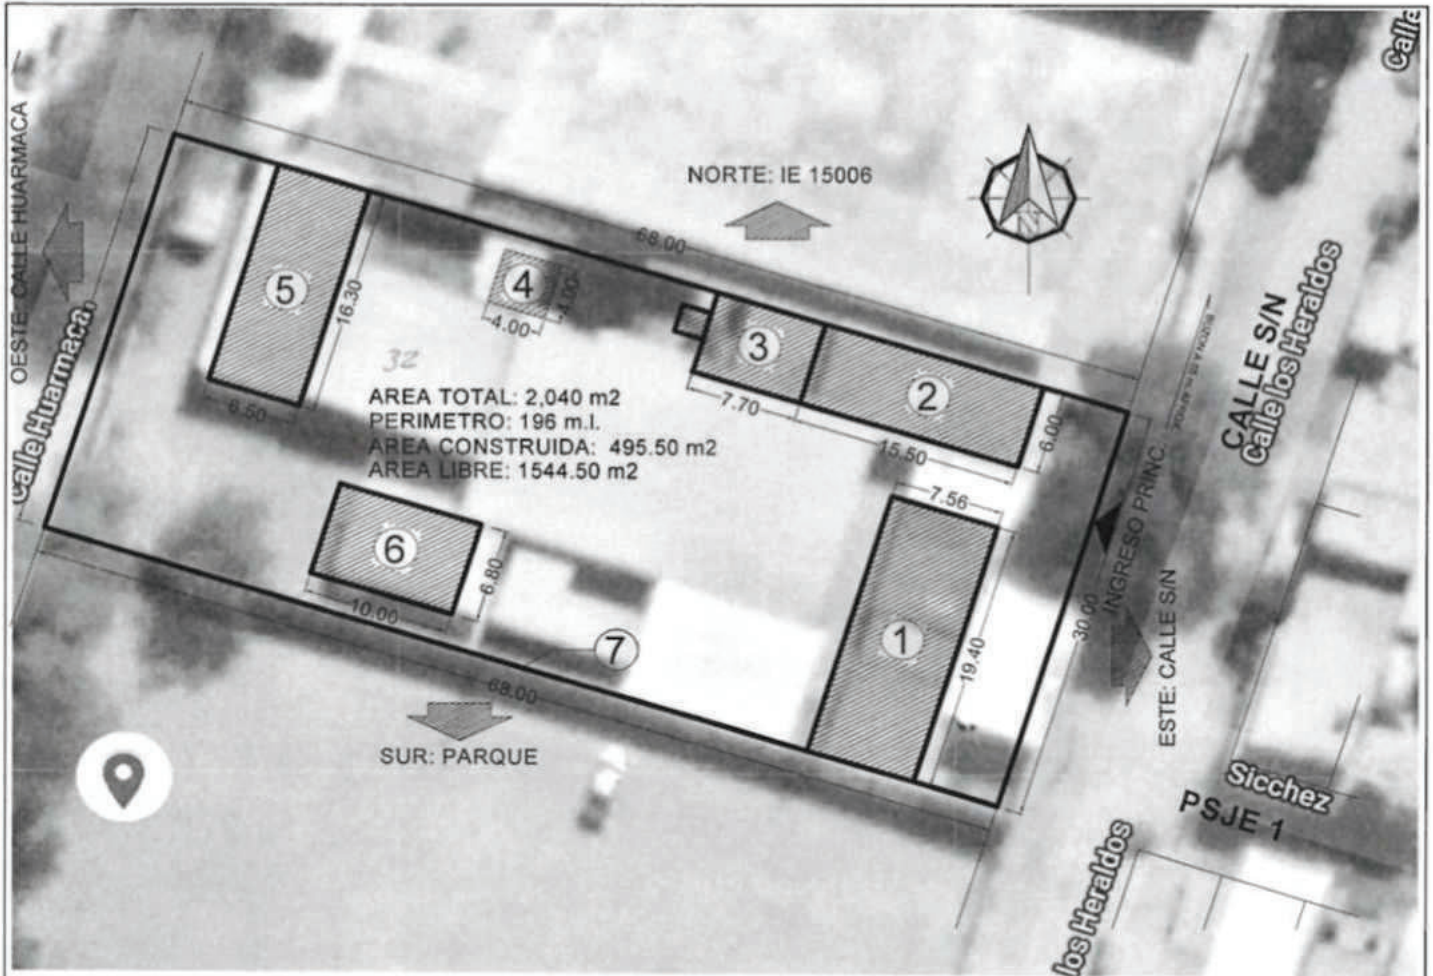 Calle
OESTE: CALLE HUARMACA
NORTE: IE 15006
N
68.00
5
16.30
6.50
4
4.00
4.00
3
7.70
2
15.50
6.00
CALLE S/N
Calle los Heraldos
Calle Huarmaca
32
AREA TOTAL: 2,040 m2
PERIMETRO: 196 m.l.
AREA CONSTRUIDA: 495.50 m2
AREA LIBRE: 1544.50 m2
7.56
INGRESO PRINC.
6
6.80
10.00
7
1
19.40
30.00
ESTE: CALLE S/N
68.00
SUR: PARQUE
Sicchez
PSJE 1
los Heraldos